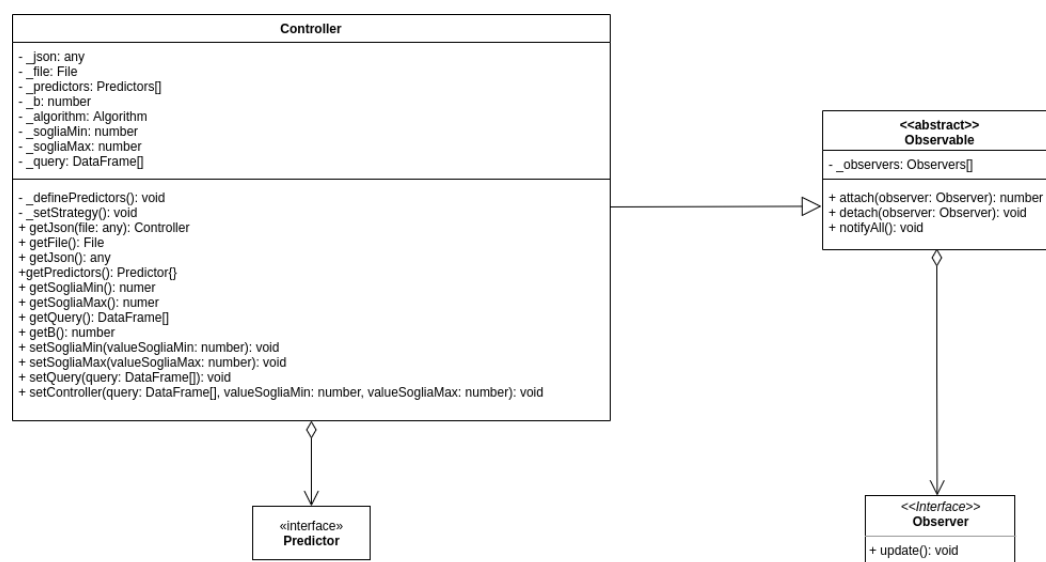 Controller
- _json: any
- _file: File
- _predictors: Predictors[]
- _b: number
- _algorithm: Algorithm
- _sogliaMin: number
- _sogliaMax: number
- _query: DataFrame[]
- _definePredictors(): void
- _setStrategy(): void
+ getJson(file: any): Controller
+ getFile(): File
+ getJson(): any
+getPredictors(): Predictor{}
+ getSogliaMin(): numer
+ getSogliaMax(): numer
+ getQuery(): DataFrame[]
+ getB(): number
+ setSogliaMin(valueSogliaMin: number): void
+ setSogliaMax(valueSogliaMax: number): void
+ setQuery(query: DataFrame[]): void
+ setController(query: DataFrame[], valueSogliaMin: number, valueSogliaMax: number): void
<<abstract>>
Observable
- _observers: Observers[]
+ attach(observer: Observer): number
+ detach(observer: Observer): void
+ notifyAll(): void
«interface»
Predictor
<<Interface>>
Observer
+ update(): void